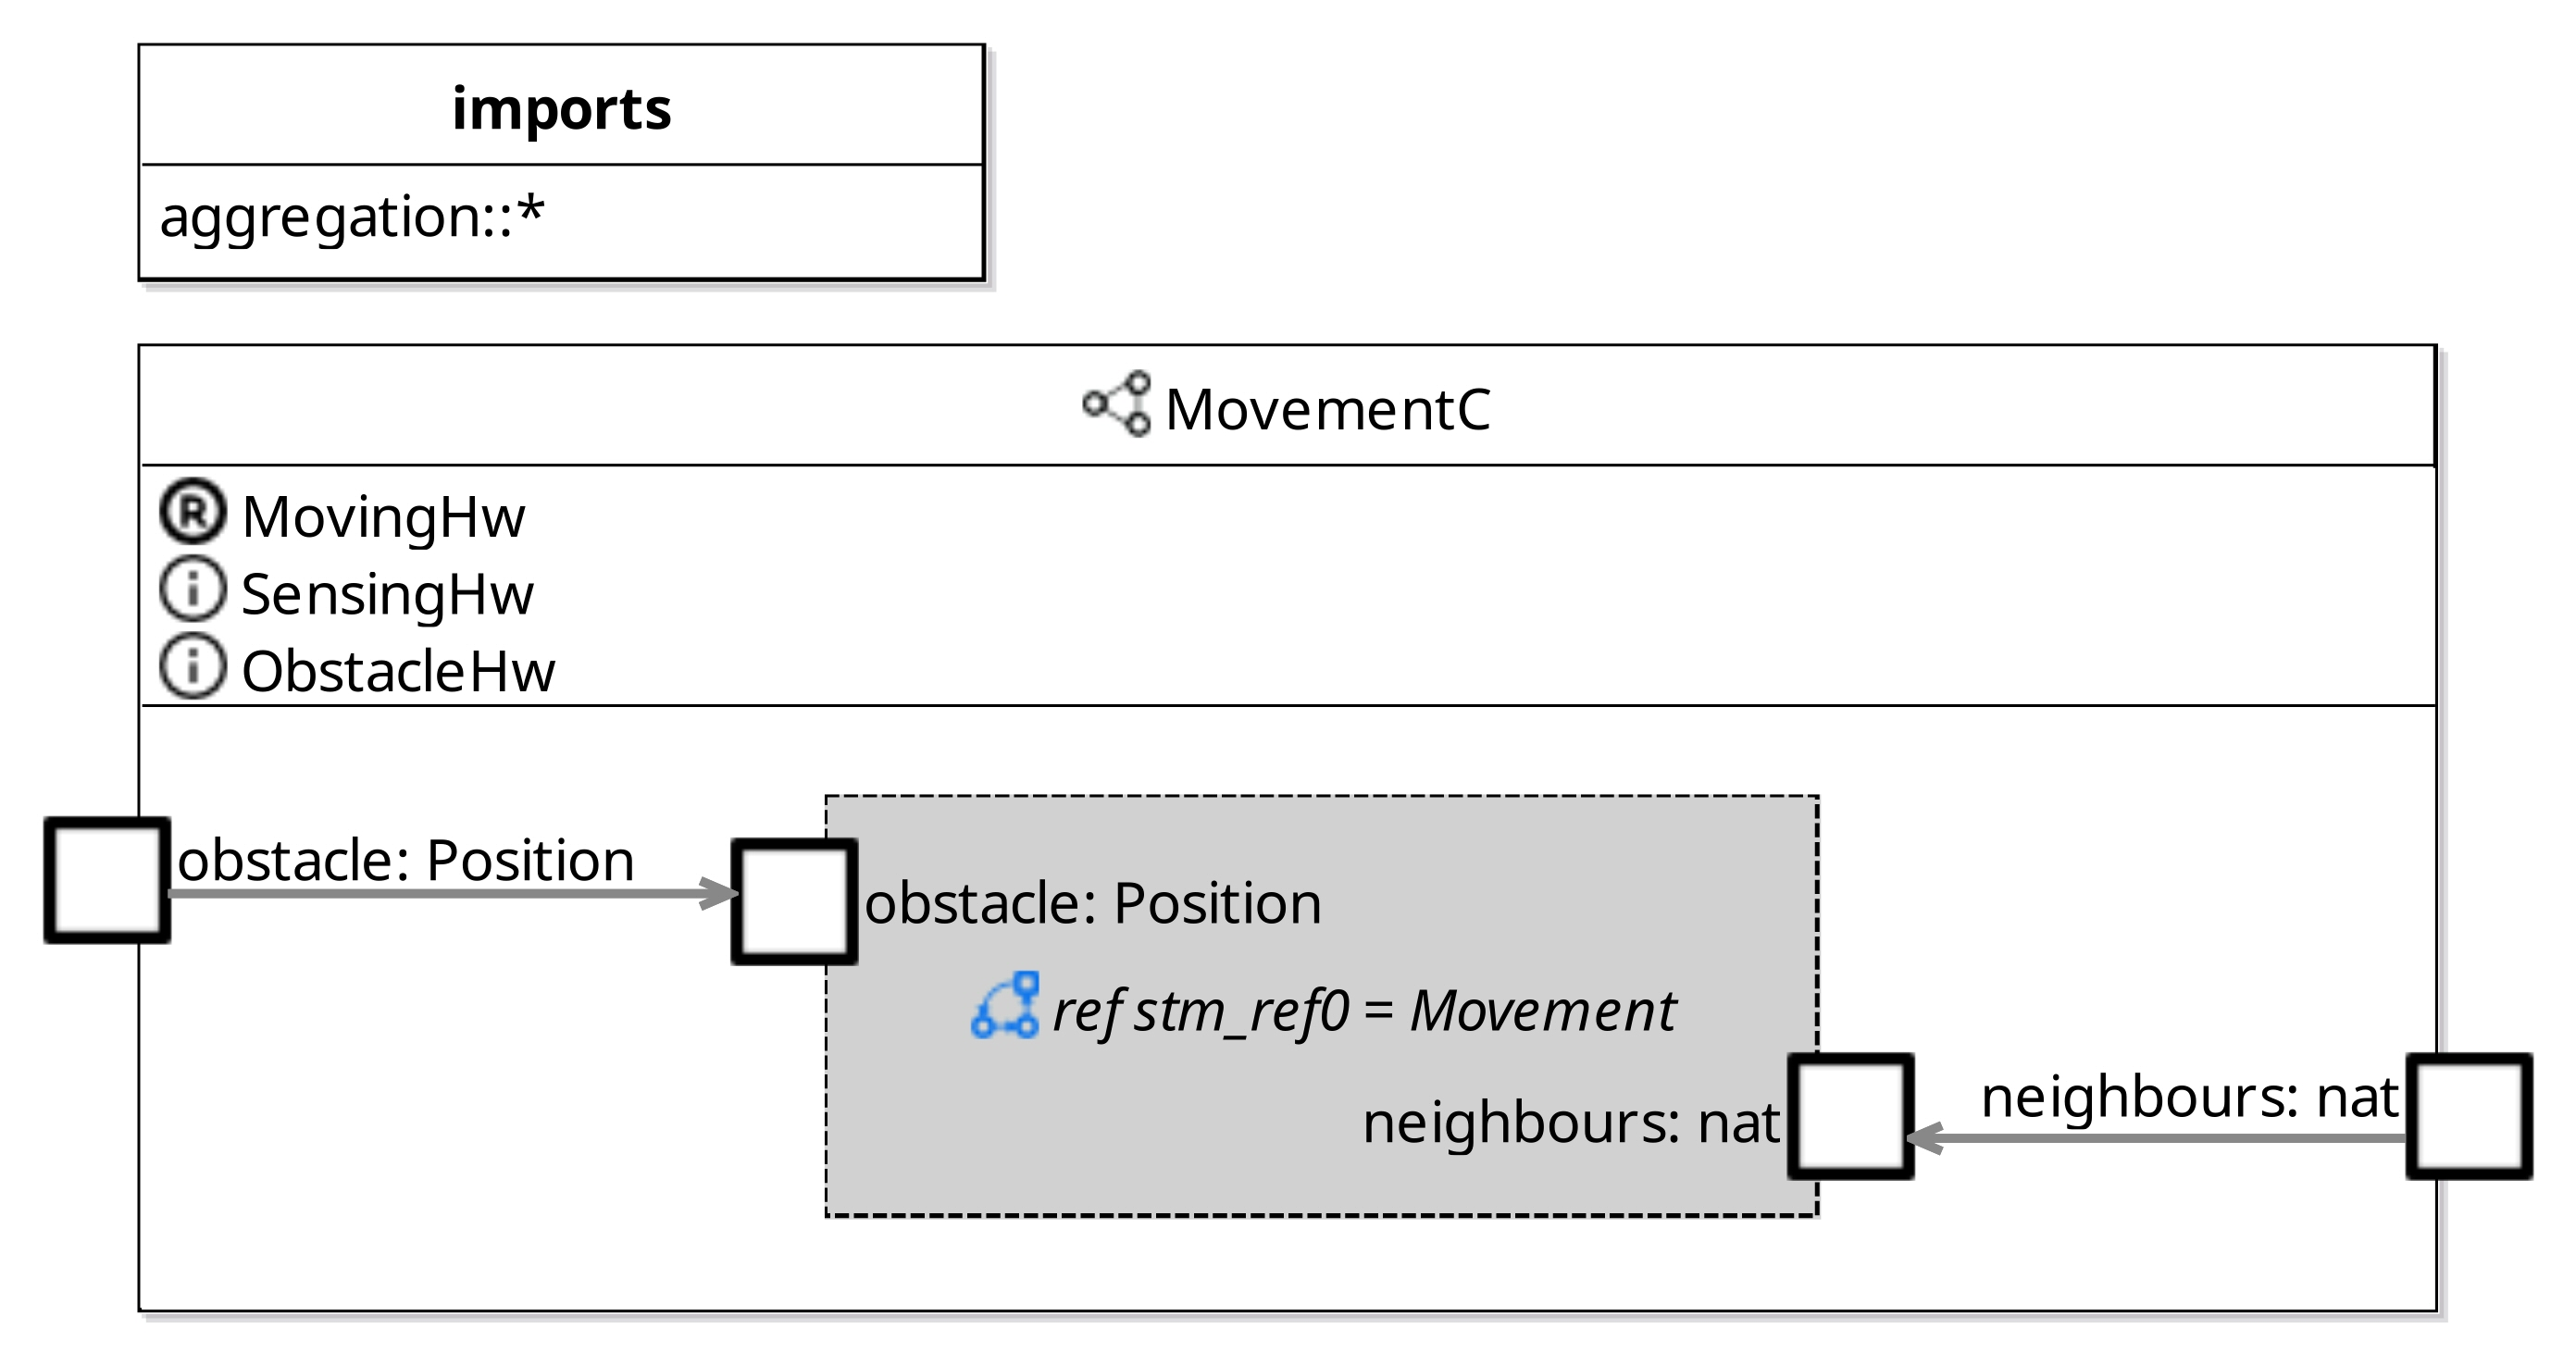 imports
aggregation::*
MovementC
R MovingHw
i SensingHw
i ObstacleHw
obstacle: Position
obstacle: Position
ref stm_ref0 = Movement
neighbours: nat
neighbours: nat